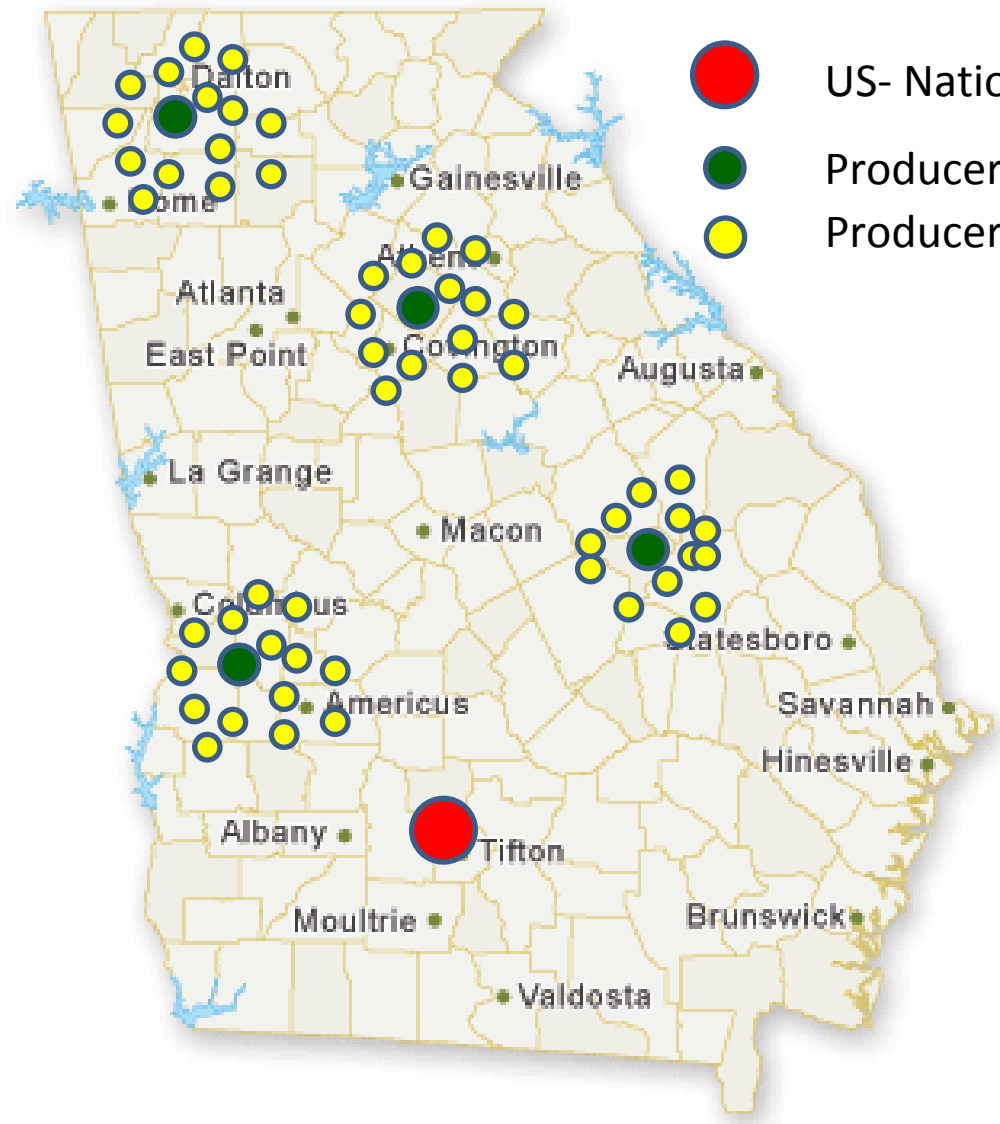 US- Natio
Dalton
Producer
Gainesville
Rome
Producer
Athens
Atlanta
East Point
Covington
Augusta
La Grange
Macon
Columbus
Statesboro
Americus
Savannah
Hinesville
Albany
Tifton
Moultrie
Brunswick
Valdosta